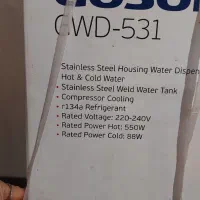 CWD-531
Stainless Steel Housing Water
Hot & Cold Water
• Stainless Steel Weld Water Tank
• Compressor Cooling
• r134a Refrigerant
• Rated Voltage: 220-240V
• Rated Power Hot: 550W
• Rated Power Cold: 88W